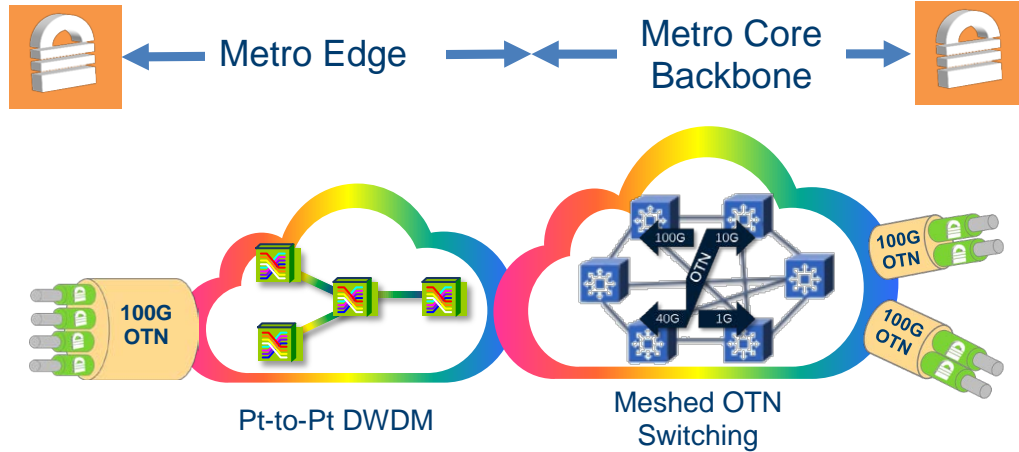 Metro Edge
Metro Core
Backbone
100G
OTN
100G
10G
OTN
40G
1G
100G
OTN
100G
OTN
Pt-to-Pt DWDM
Meshed OTN
Switching